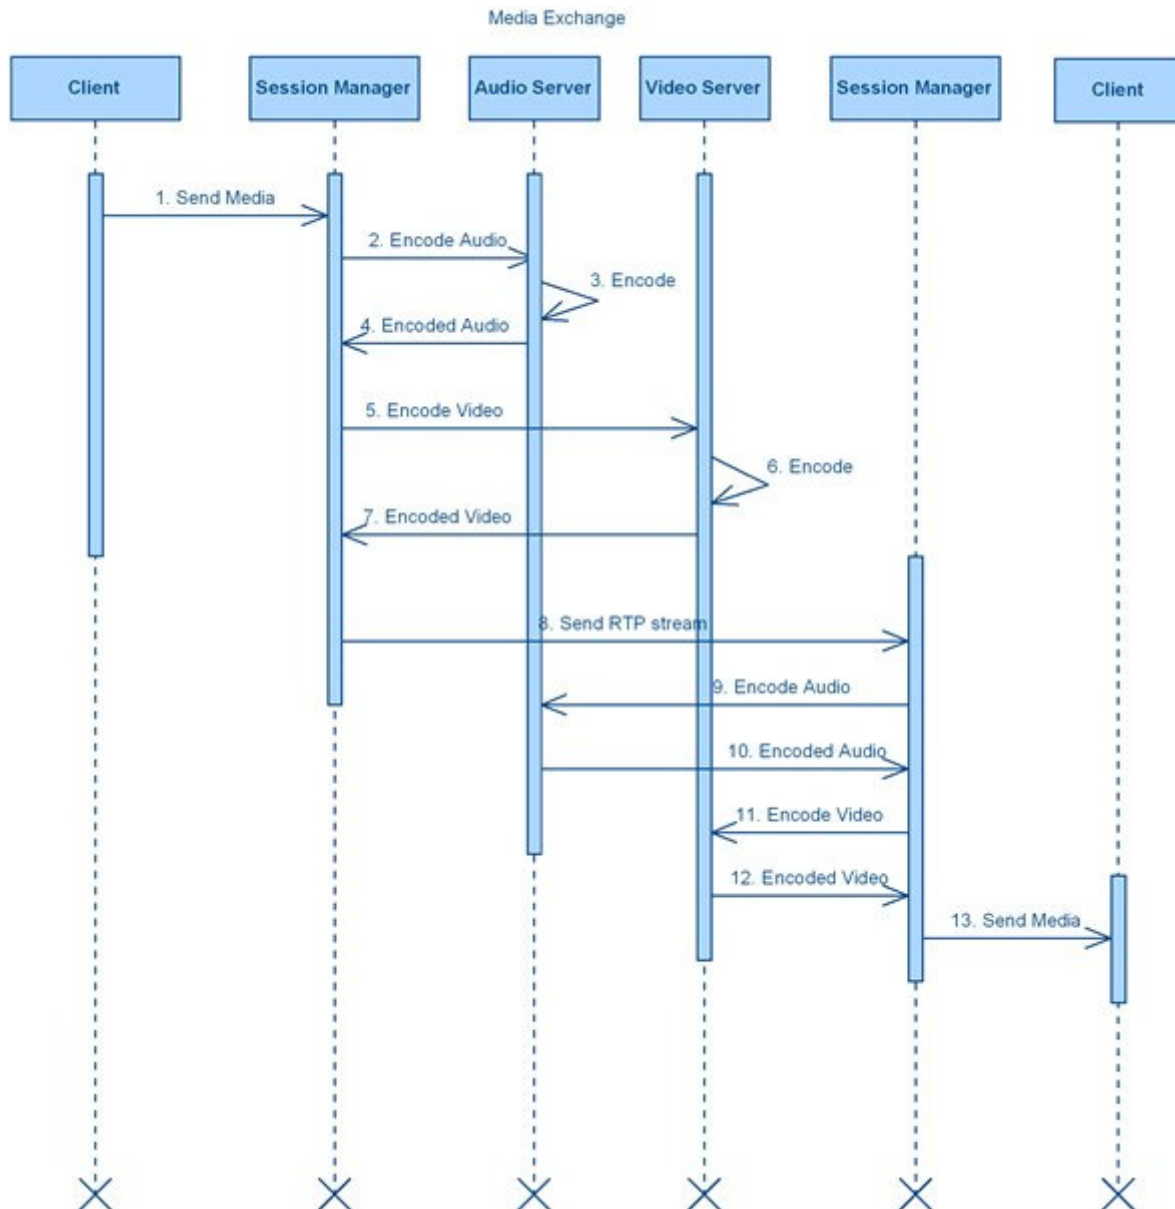 Media Exchange
Client
Session Manager
Audio Server
Video Server
Session Manager
Client
1. Send Media
2. Encode Audio
3. Encode
4. Encoded Audio
5. Encode Video
6. Encode
7. Encoded Video
8. Send RTP stream
9. Encode Audio
10. Encoded Audio
11. Encode Video
12. Encoded Video
13. Send Media